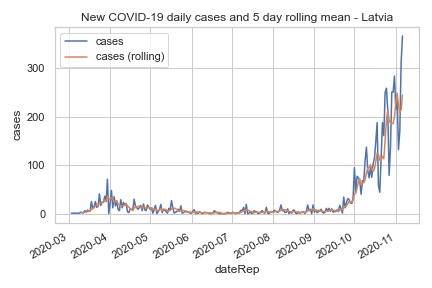 New COVID-19 daily cases and 5 day rolling mean - Latvia
cases
cases (rolling)
300
200
100
0
cases
2020-03
2020-04
2020-05
2020-06
2020-07
2020-08
2020-09
2020-10
2020-11
dateRep